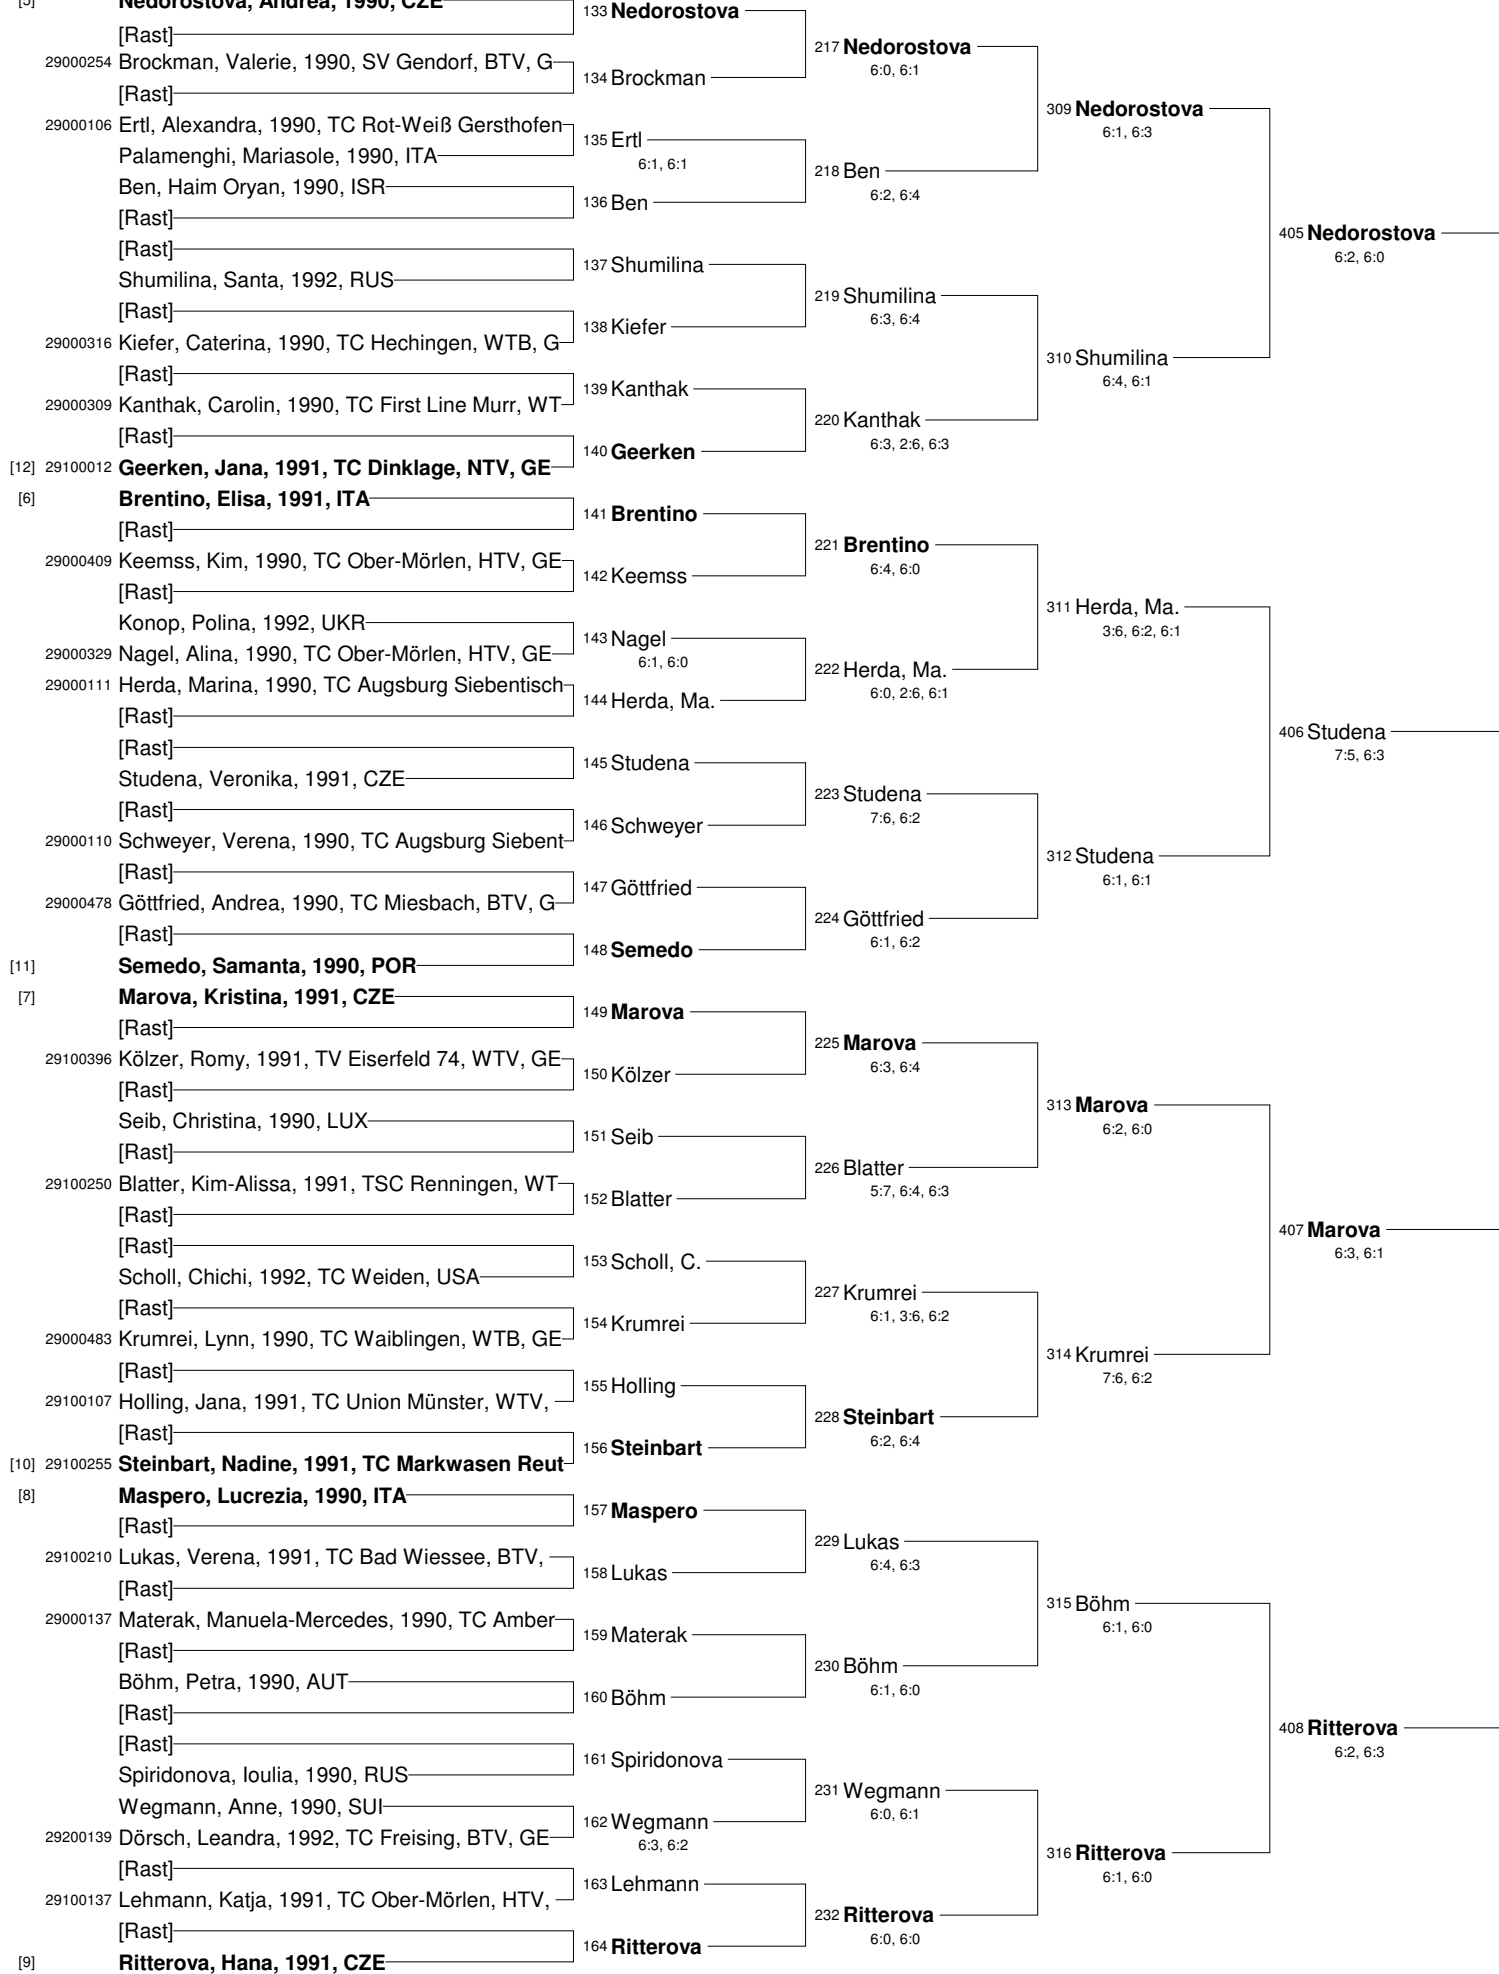 [5] Nedorostova, Andrea, 1990, CZE
133 Nedorostova
[Rast]
217 Nedorostova
6:0, 6:1
29000254 Brockman, Valerie, 1990, SV Gendorf, BTV, G
134 Brockman
[Rast]
309 Nedorostova
6:1, 6:3
29000106 Ertl, Alexandra, 1990, TC Rot-Weiß Gersthofen
135 Ertl
6:1, 6:1
Palamenghi, Mariasole, 1990, ITA
218 Ben
6:2, 6:4
Ben, Haim Oryan, 1990, ISR
136 Ben
[Rast]
405 Nedorostova
6:2, 6:0
[Rast]
137 Shumilina
Shumilina, Santa, 1992, RUS
219 Shumilina
6:3, 6:4
[Rast]
138 Kiefer
29000316 Kiefer, Caterina, 1990, TC Hechingen, WTB, G
310 Shumilina
6:4, 6:1
[Rast]
139 Kanthak
29000309 Kanthak, Carolin, 1990, TC First Line Murr, WT
220 Kanthak
6:3, 2:6, 6:3
[Rast]
140 Geerken
[12] 29100012 Geerken, Jana, 1991, TC Dinklage, NTV, GE
[6] Brentino, Elisa, 1991, ITA
141 Brentino
[Rast]
221 Brentino
6:4, 6:0
29000409 Keemss, Kim, 1990, TC Ober-Mörlen, HTV, GE
142 Keemss
[Rast]
311 Herda, Ma.
3:6, 6:2, 6:1
Konop, Polina, 1992, UKR
143 Nagel
6:1, 6:0
29000329 Nagel, Alina, 1990, TC Ober-Mörlen, HTV, GE
222 Herda, Ma.
6:0, 2:6, 6:1
29000111 Herda, Marina, 1990, TC Augsburg Siebentisch
144 Herda, Ma.
[Rast]
406 Studena
7:5, 6:3
[Rast]
145 Studena
Studena, Veronika, 1991, CZE
223 Studena
7:6, 6:2
[Rast]
146 Schweyer
29000110 Schweyer, Verena, 1990, TC Augsburg Siebent
312 Studena
6:1, 6:1
[Rast]
147 Göttfried
29000478 Göttfried, Andrea, 1990, TC Miesbach, BTV, G
224 Göttfried
6:1, 6:2
[Rast]
148 Semedo
[11] Semedo, Samanta, 1990, POR
[7] Marova, Kristina, 1991, CZE
149 Marova
[Rast]
225 Marova
6:3, 6:4
29100396 Kölzer, Romy, 1991, TV Eiserfeld 74, WTV, GE
150 Kölzer
[Rast]
313 Marova
6:2, 6:0
Seib, Christina, 1990, LUX
151 Seib
[Rast]
226 Blatter
5:7, 6:4, 6:3
29100250 Blatter, Kim-Alissa, 1991, TSC Renningen, WT
152 Blatter
[Rast]
407 Marova
6:3, 6:1
[Rast]
153 Scholl, C.
Scholl, Chichi, 1992, TC Weiden, USA
227 Krumrei
6:1, 3:6, 6:2
[Rast]
154 Krumrei
29000483 Krumrei, Lynn, 1990, TC Waiblingen, WTB, GE
314 Krumrei
7:6, 6:2
[Rast]
155 Holling
29100107 Holling, Jana, 1991, TC Union Münster, WTV,
228 Steinbart
6:2, 6:4
[Rast]
156 Steinbart
[10] 29100255 Steinbart, Nadine, 1991, TC Markwasen Reut
[8] Maspero, Lucrezia, 1990, ITA
157 Maspero
[Rast]
229 Lukas
6:4, 6:3
29100210 Lukas, Verena, 1991, TC Bad Wiessee, BTV,
158 Lukas
[Rast]
315 Böhm
6:1, 6:0
29000137 Materak, Manuela-Mercedes, 1990, TC Amber
159 Materak
[Rast]
230 Böhm
6:1, 6:0
Böhm, Petra, 1990, AUT
160 Böhm
[Rast]
408 Ritterova
6:2, 6:3
[Rast]
161 Spiridonova
Spiridonova, Ioulia, 1990, RUS
231 Wegmann
6:0, 6:1
Wegmann, Anne, 1990, SUI
162 Wegmann
6:3, 6:2
29200139 Dörsch, Leandra, 1992, TC Freising, BTV, GE
316 Ritterova
6:1, 6:0
[Rast]
163 Lehmann
29100137 Lehmann, Katja, 1991, TC Ober-Mörlen, HTV,
232 Ritterova
6:0, 6:0
[Rast]
164 Ritterova
[9] Ritterova, Hana, 1991, CZE